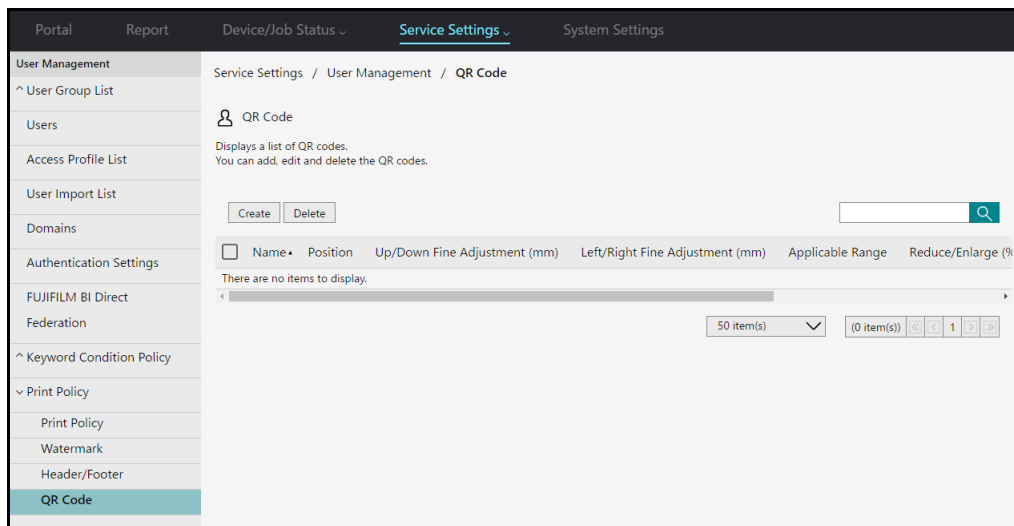 Portal Report Device/Job Status Service Settings System Settings
User Management
User Group List
Users
Access Profile List
User Import List
Domains
Authentication Settings
FUJIFILM BI Direct
Federation
Keyword Condition Policy
Print Policy
Print Policy
Watermark
Header/Footer
QR Code
Service Settings / User Management / QR Code
QR Code
Displays a list of QR codes.
You can add, edit and delete the QR codes.
Create Delete
Name Position Up/Down Fine Adjustment (mm) Left/Right Fine Adjustment (mm) Applicable Range Reduce/Enlarge (%
There are no items to display.
50 item(s) (0 item(s)) 1